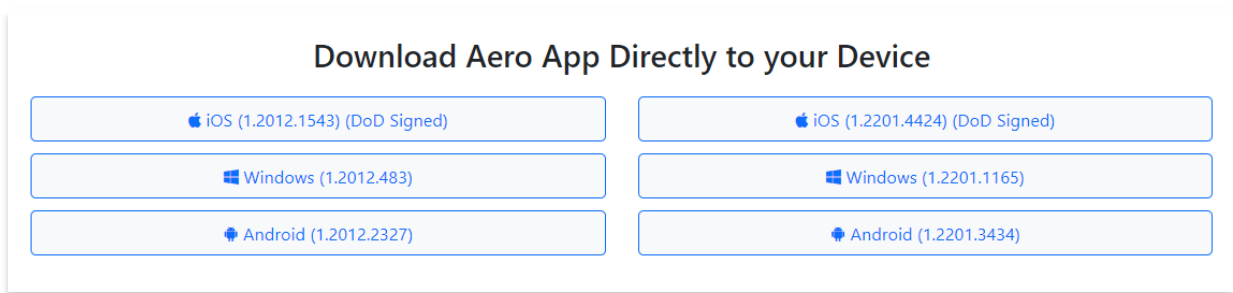 Download Aero App Directly to your Device
iOS (1.2012.1543) (DoD Signed)
iOS (1.2201.4424) (DoD Signed)
Windows (1.2012.483)
Windows (1.2201.1165)
Android (1.2012.2327)
Android (1.2201.3434)